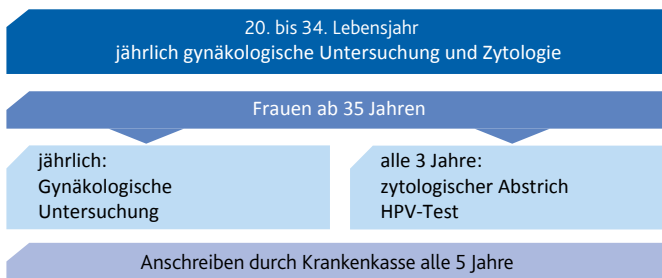 20. bis 34. Lebensjahr
jährlich gynäkologische Untersuchung und Zytologie
Frauen ab 35 Jahren
jährlich:
Gynäkologische
Untersuchung
alle 3 Jahre:
zytologischer Abstrich
HPV-Test
Anschreiben durch Krankenkasse alle 5 Jahre